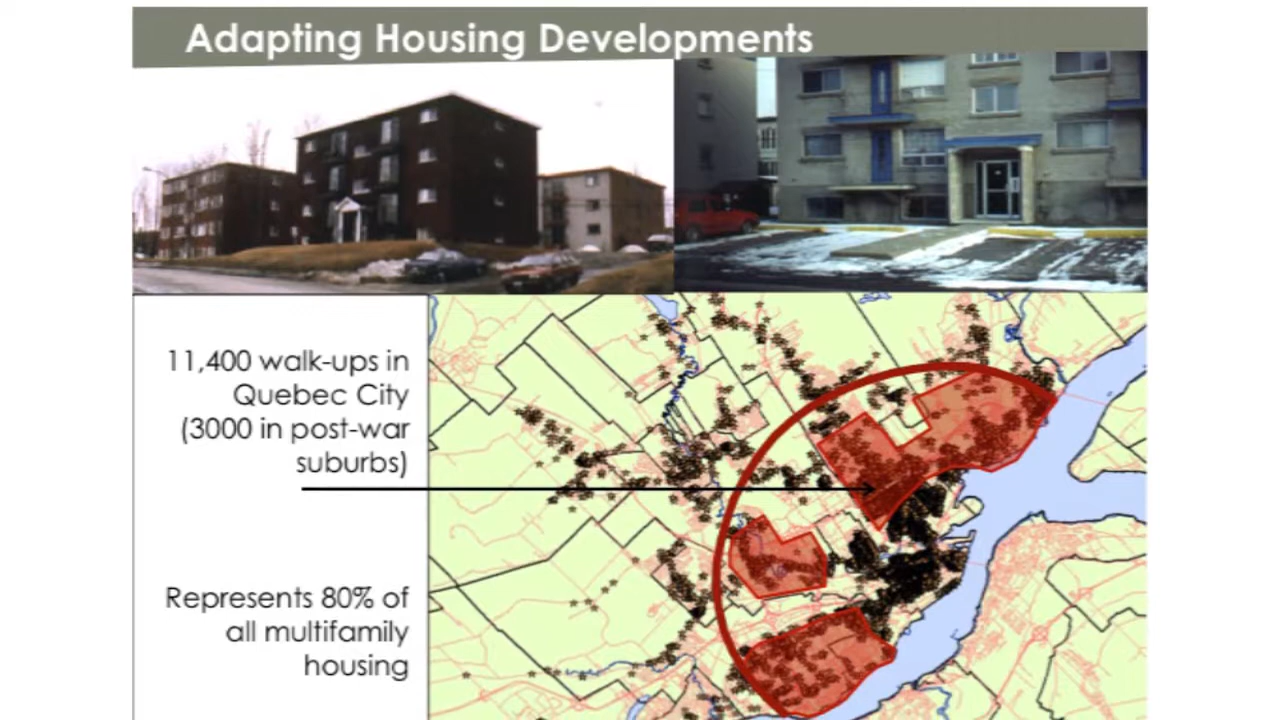 Adapting Housing Developments
11,400 walk-ups in
Quebec City
(3000 in post-war
suburbs)
Represents 80% of
all multifamily
housing